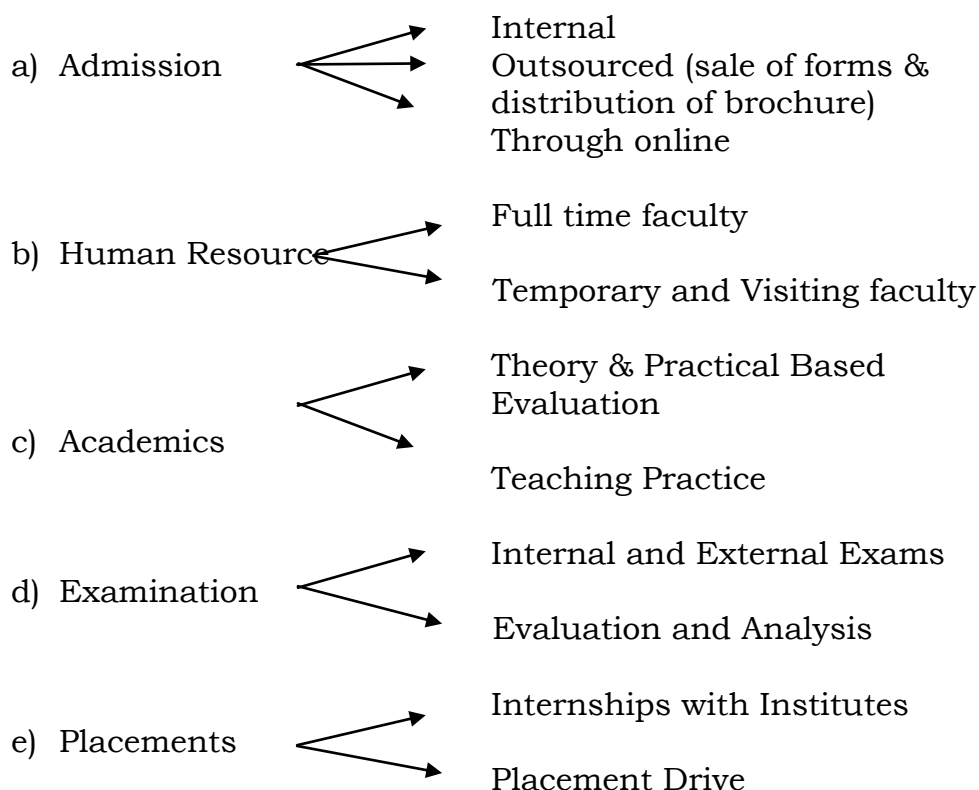 a) Admission
Internal
Outsourced (sale of forms &
distribution of brochure)
Through online
b) Human Resource
Full time faculty
Temporary and Visiting faculty
c) Academics
Theory & Practical Based
Evaluation
Teaching Practice
d) Examination
Internal and External Exams
Evaluation and Analysis
e) Placements
Internships with Institutes
Placement Drive